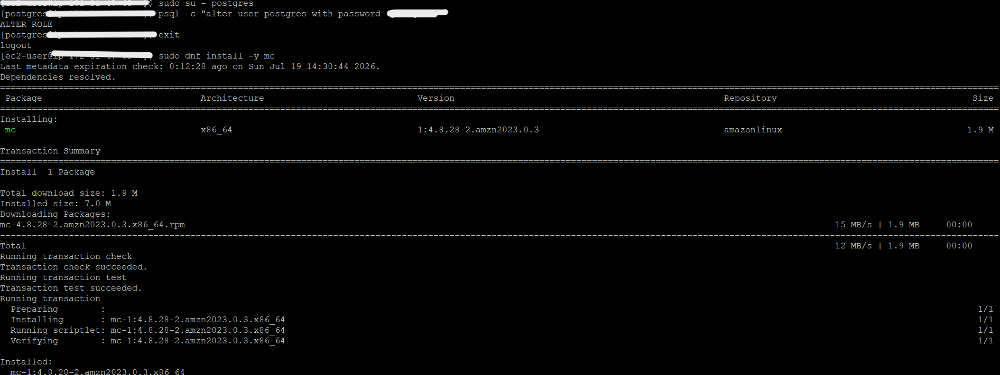 $ sudo su - postgres
[postgres $ psql -c "alter user postgres with password
ALTER ROLE
[postgres exit
logout
[ec2-user@ $ sudo dnf install -y mc
Last metadata expiration check: 0:12:28 ago on Sun Jul 19 14:30:44 2026.
Dependencies resolved.
Package Architecture Version Repository Size
Installing:
mc x86_64 1:4.8.28-2.amzn2023.0.3 amazonlinux 1.9 M
Transaction Summary
Install 1 Package
Total download size: 1.9 M
Installed size: 7.0 M
Downloading Packages:
mc-4.8.28-2.amzn2023.0.3.x86_64.rpm 15 MB/s | 1.9 MB 00:00
Total 12 MB/s | 1.9 MB 00:00
Running transaction check
Transaction check succeeded.
Running transaction test
Transaction test succeeded.
Running transaction
Preparing : 1/1
Installing : mc-1:4.8.28-2.amzn2023.0.3.x86_64 1/1
Running scriptlet: mc-1:4.8.28-2.amzn2023.0.3.x86_64 1/1
Verifying : mc-1:4.8.28-2.amzn2023.0.3.x86_64 1/1
Installed:
mc-1:4.8.28-2.amzn2023.0.3.x86_64